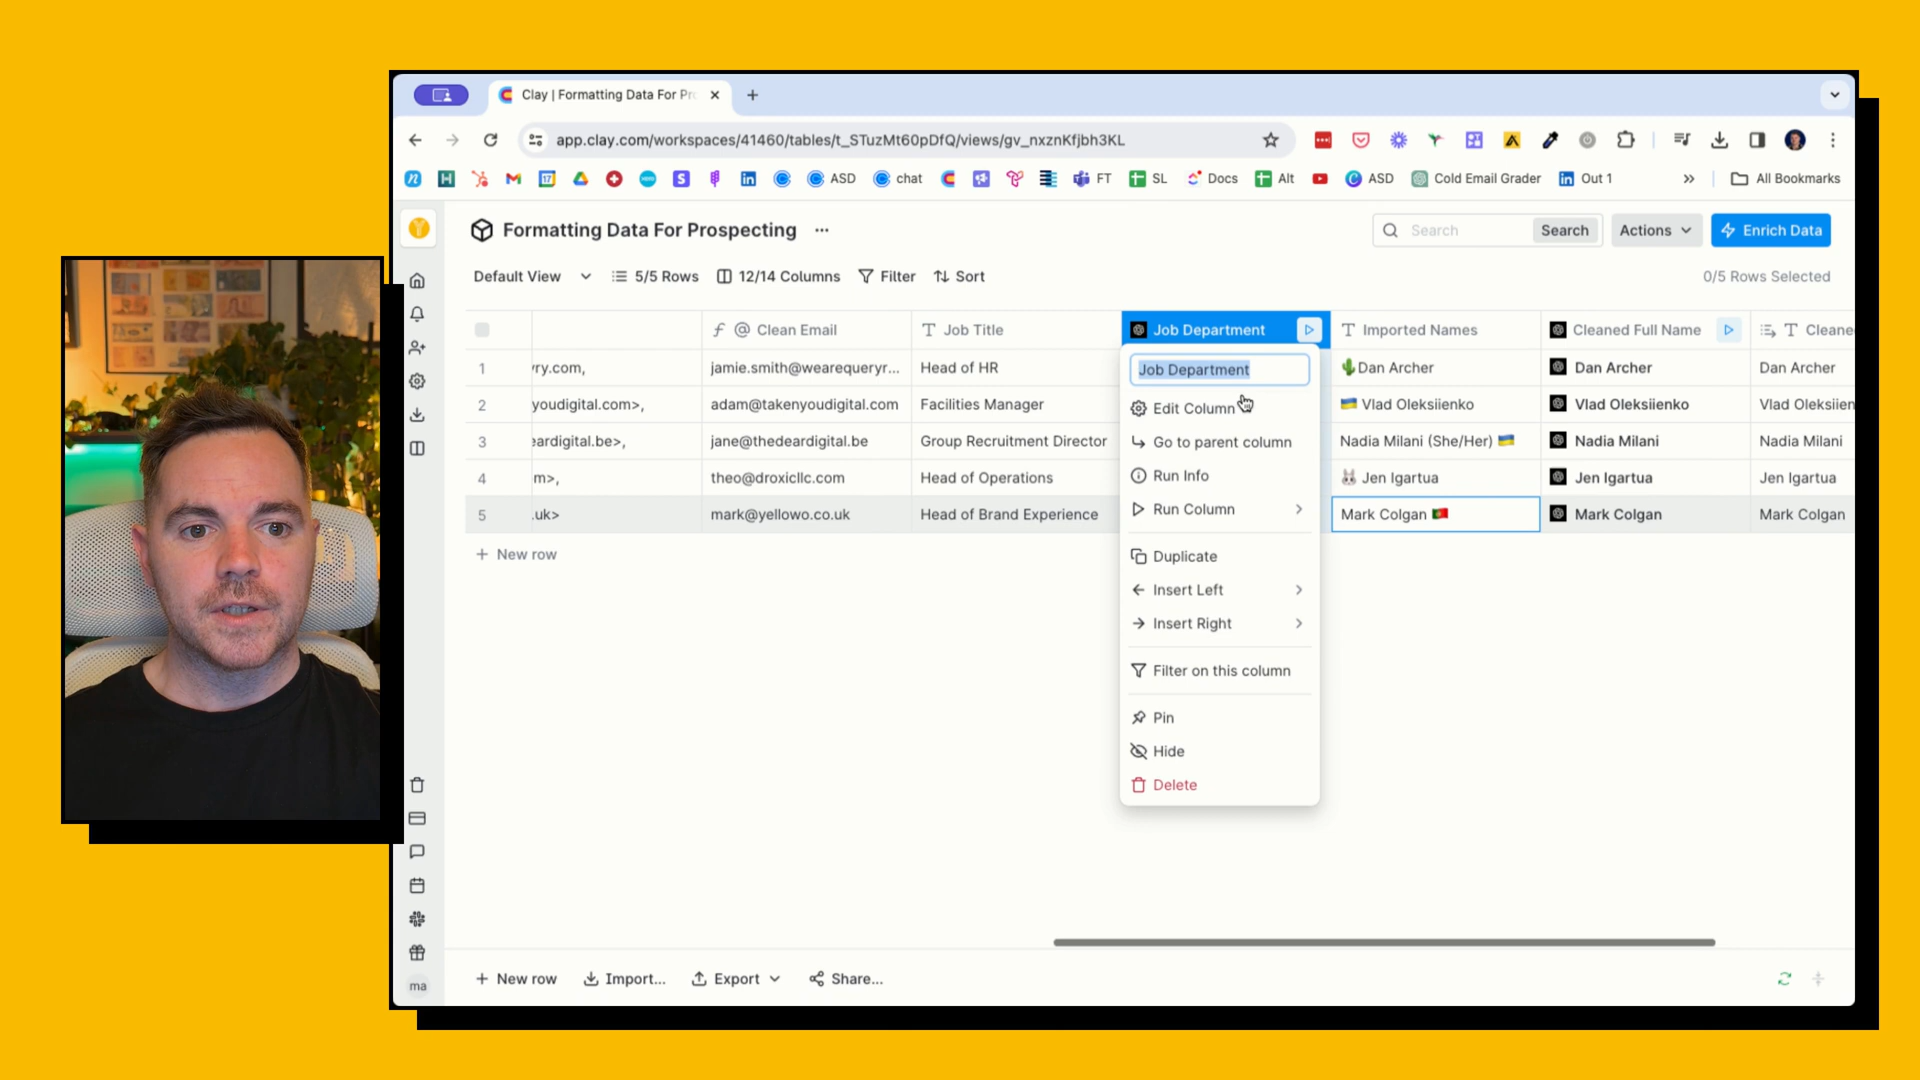 Clay | Formatting Data For Pr
app.clay.com/workspaces/41460/tables/t_STuzMt60pDfQ/views/gv_nxznKfjbh3KL
ASD
chat
FT
SL
Docs
Alt
ASD
Cold Email Grader
Out 1
All Bookmarks
Formatting Data For Prospecting
Search
Search
Actions
Enrich Data
Default View
5/5 Rows
12/14 Columns
Filter
Sort
0/5 Rows Selected
Clean Email
Job Title
Job Department
Imported Names
Cleaned Full Name
Cleane
1 ry.com, jamie.smith@wearequeryr... Head of HR 🌵Dan Archer Dan Archer Dan Archer
2 youdigital.com>, adam@takenyoudigital.com Facilities Manager 🇺🇦 Vlad Oleksiienko Vlad Oleksiienko Vlad Oleksiien
3 eardigital.be>, jane@thedeardigital.be Group Recruitment Director Nadia Milani (She/Her) 🇺🇦 Nadia Milani Nadia Milani
4 m>, theo@droxicllc.com Head of Operations 🐰 Jen Igartua Jen Igartua Jen Igartua
5 .uk> mark@yellowo.co.uk Head of Brand Experience Mark Colgan 🇵🇹 Mark Colgan Mark Colgan
+ New row
Job Department
Edit Column
Go to parent column
Run Info
Run Column
Duplicate
Insert Left
Insert Right
Filter on this column
Pin
Hide
Delete
ma
+ New row
Import...
Export
Share...